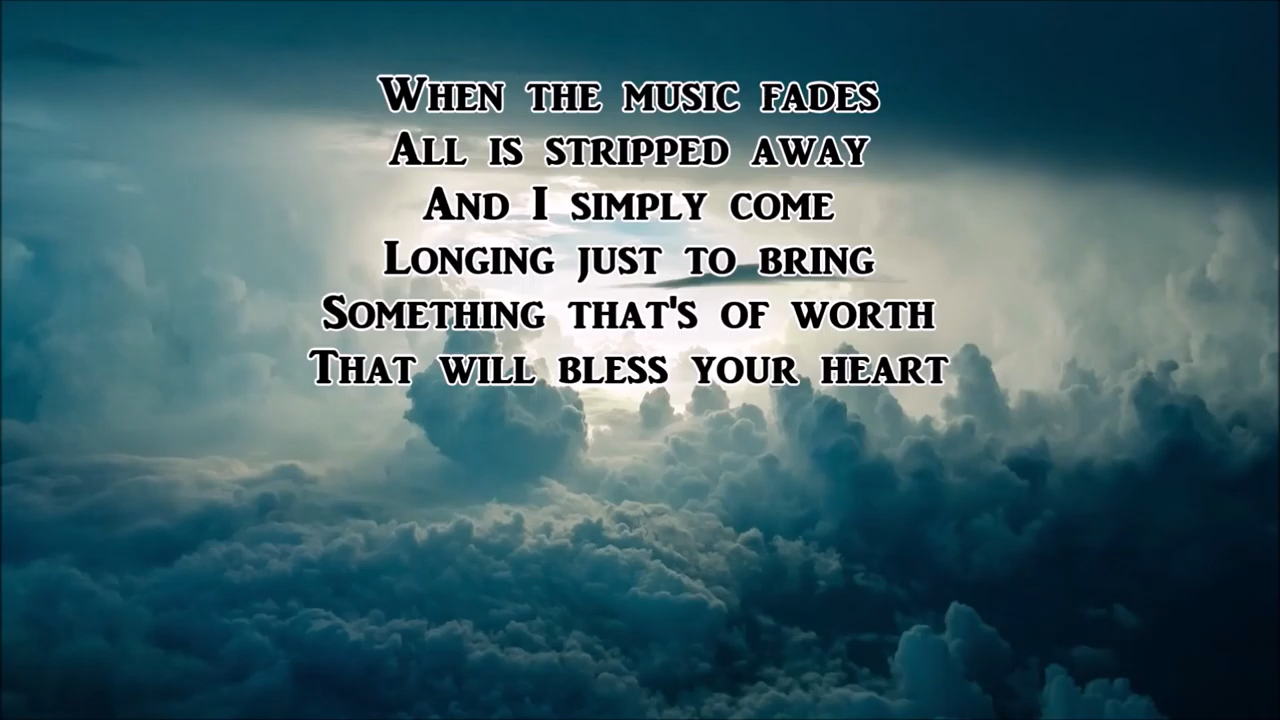 When the music fades
All is stripped away
And I simply come
Longing just to bring
Something that's of worth
That will bless your heart